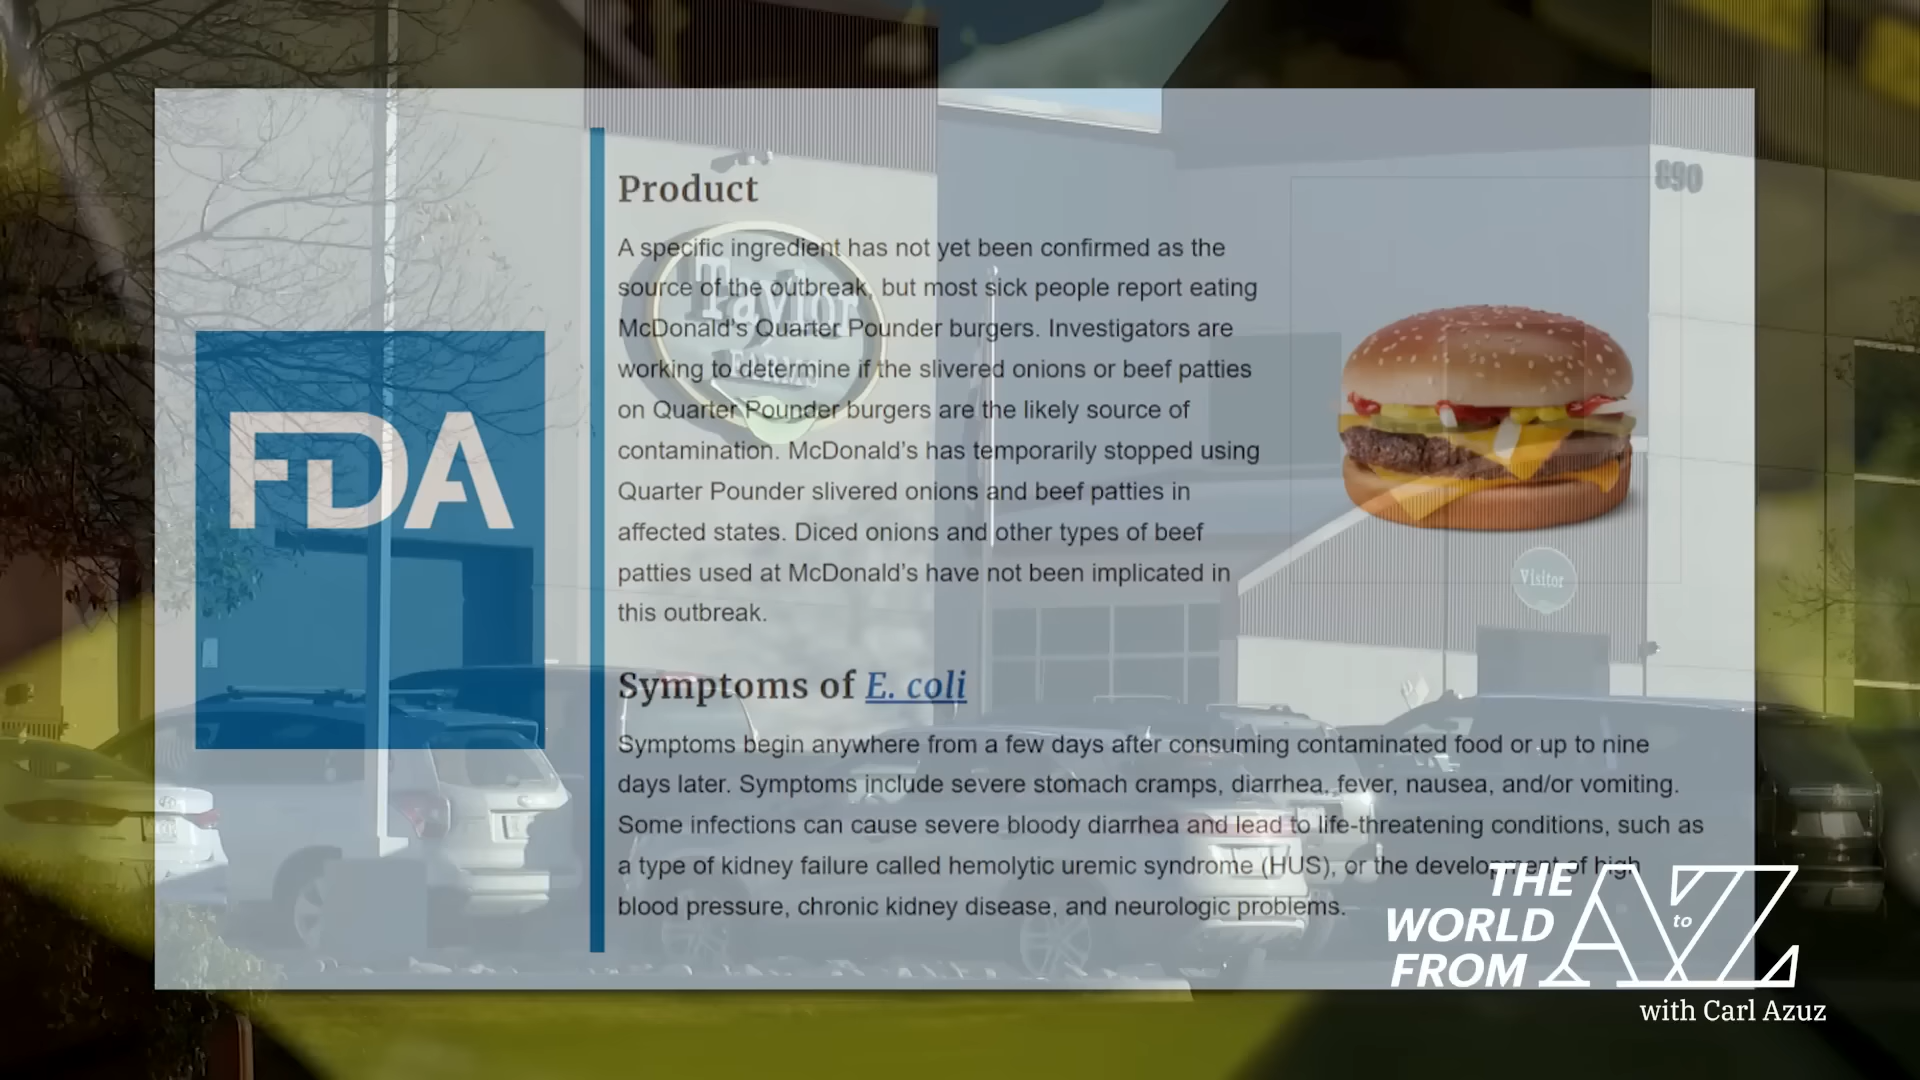 890
Product
A specific ingredient has not yet been confirmed as the
source of the outbreak, but most sick people report eating
McDonald's Quarter Pounder burgers. Investigators are
working to determine if the slivered onions or beef patties
on Quarter Pounder burgers are the likely source of
contamination. McDonald's has temporarily stopped using
Quarter Pounder slivered onions and beef patties in
affected states. Diced onions and other types of beef
patties used at McDonald's have not been implicated in
this outbreak.
Taylor
FARMS
FDA
Visitor
Symptoms of E. coli
Symptoms begin anywhere from a few days after consuming contaminated food or up to nine
days later. Symptoms include severe stomach cramps, diarrhea, fever, nausea, and/or vomiting.
Some infections can cause severe bloody diarrhea and lead to life-threatening conditions, such as
a type of kidney failure called hemolytic uremic syndrome (HUS), or the development of high
blood pressure, chronic kidney disease, and neurologic problems.
THE
WORLD
FROM
A to Z
with Carl Azuz